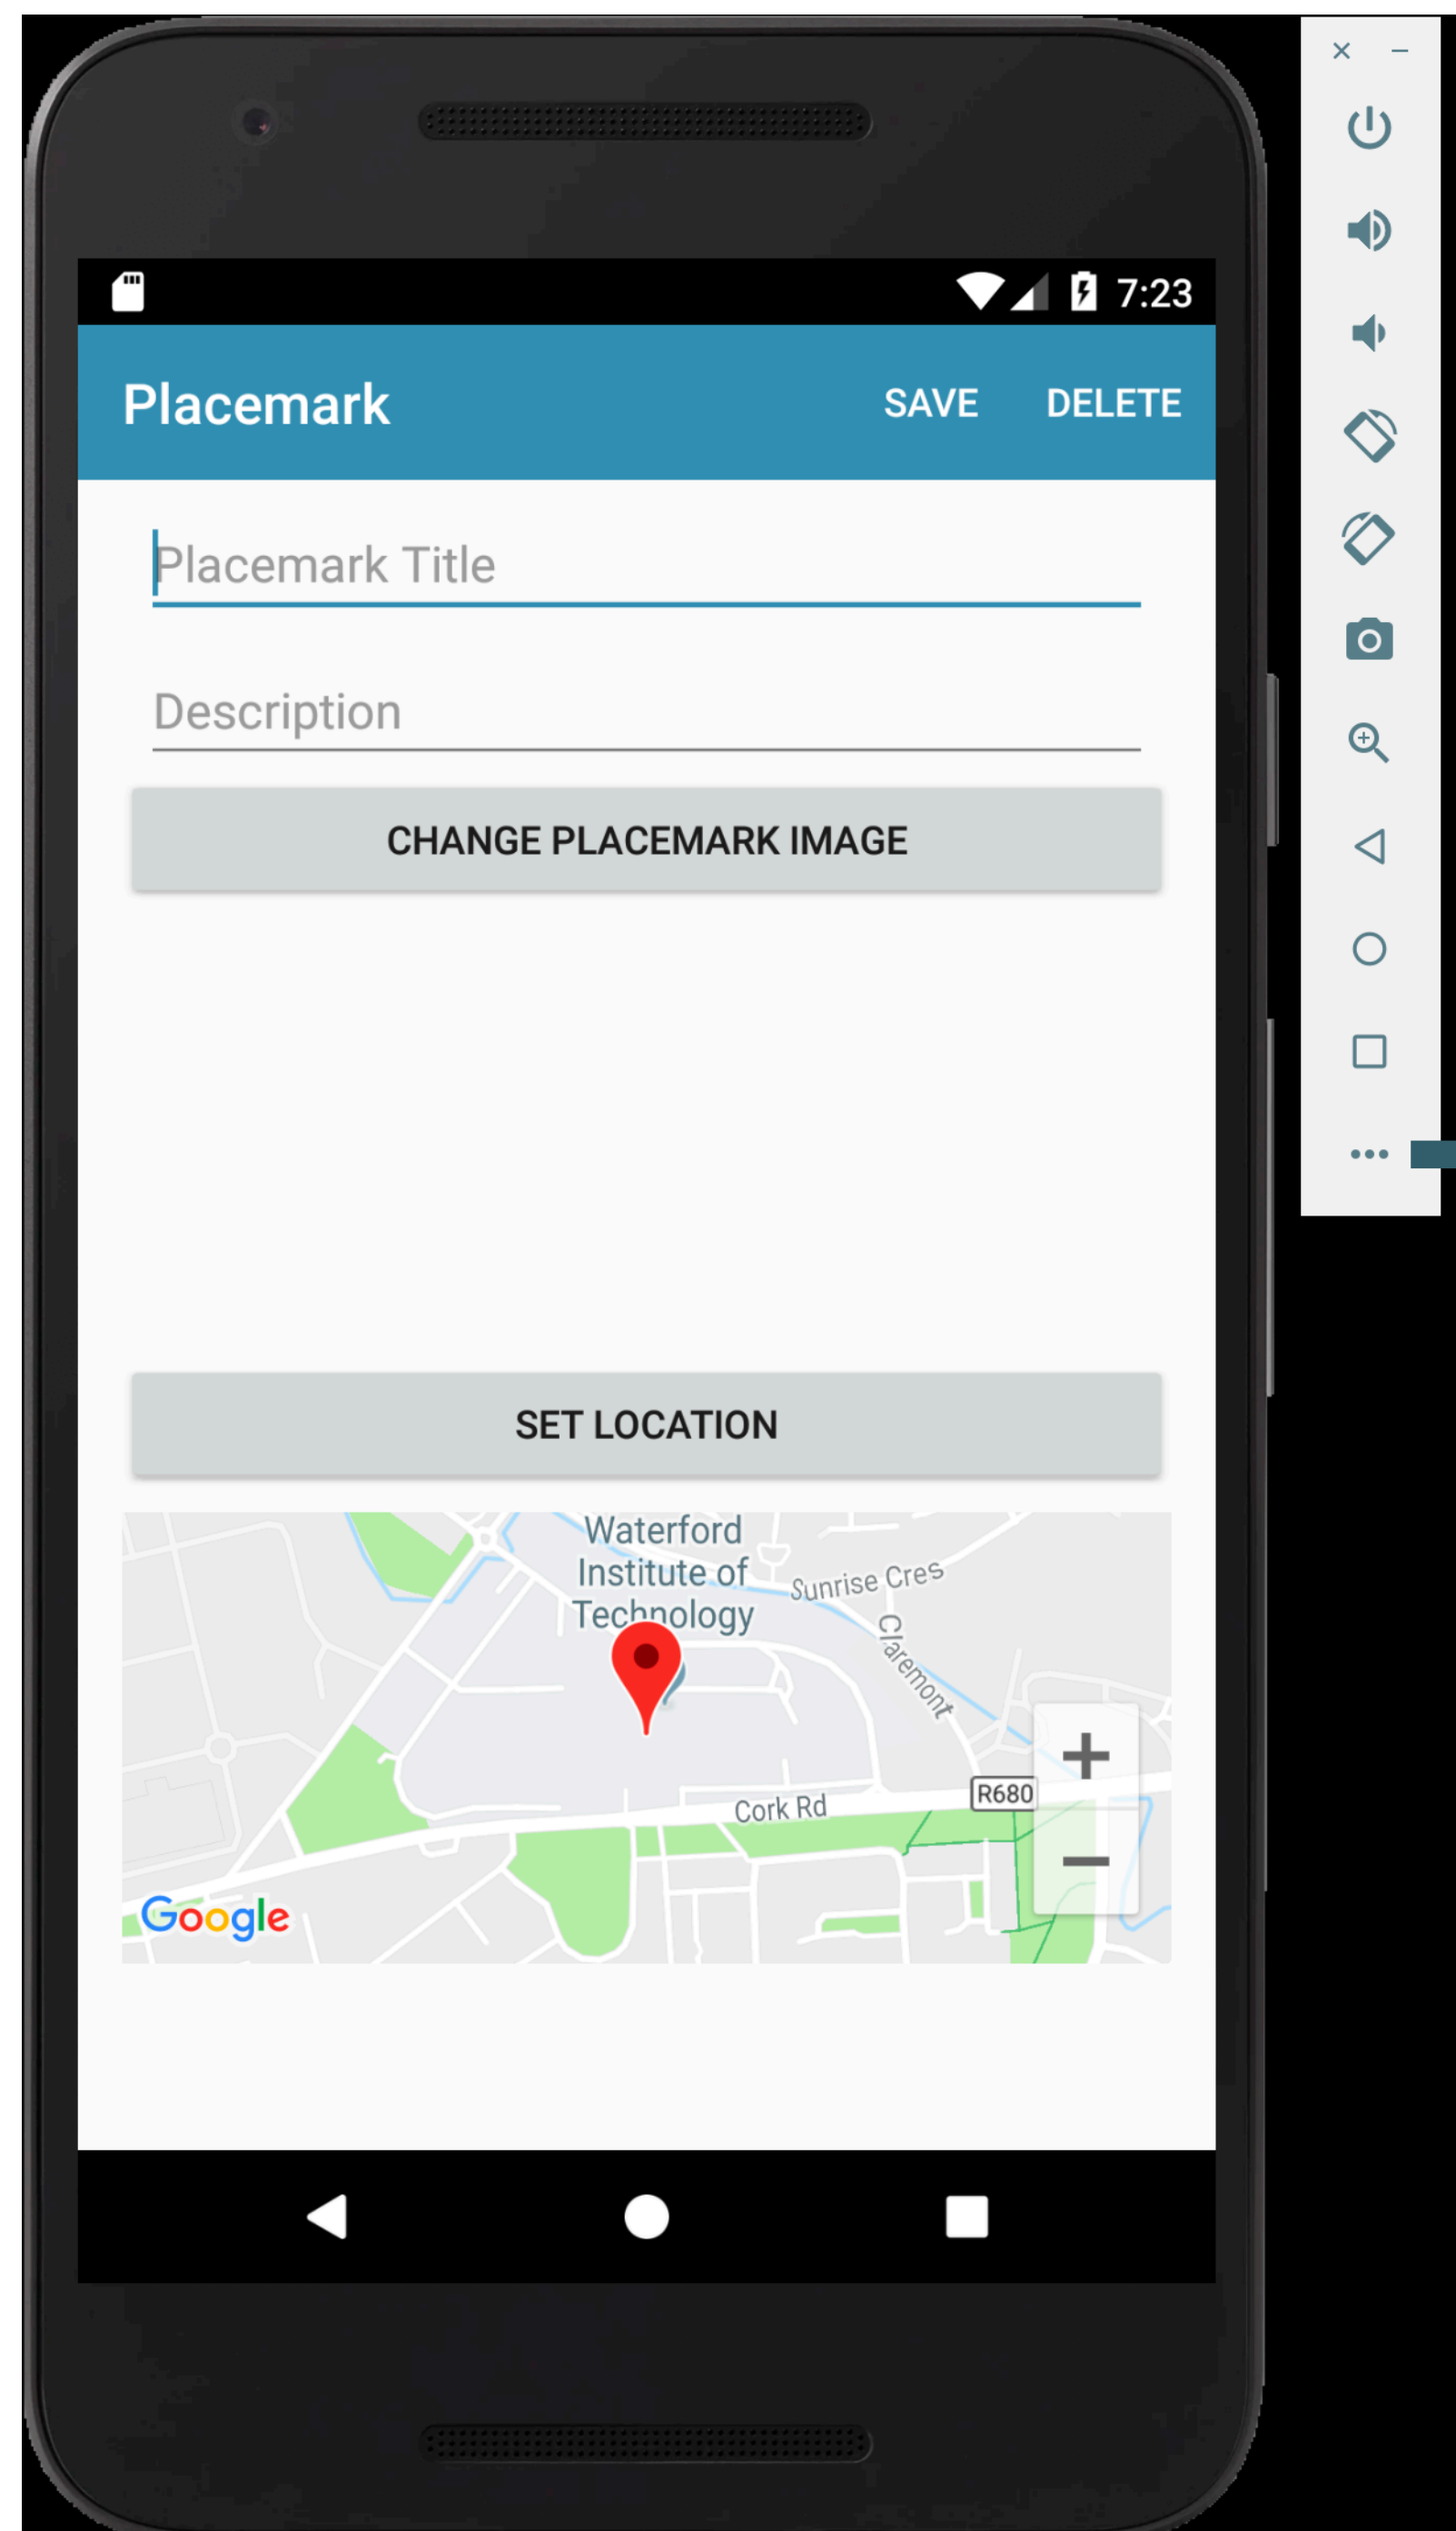 7:23
Placemark
SAVE
DELETE
Placemark Title
Description
CHANGE PLACEMARK IMAGE
SET LOCATION
Waterford
Institute of
Technology
Sunrise Cres
Claremont
R680
Cork Rd
Google